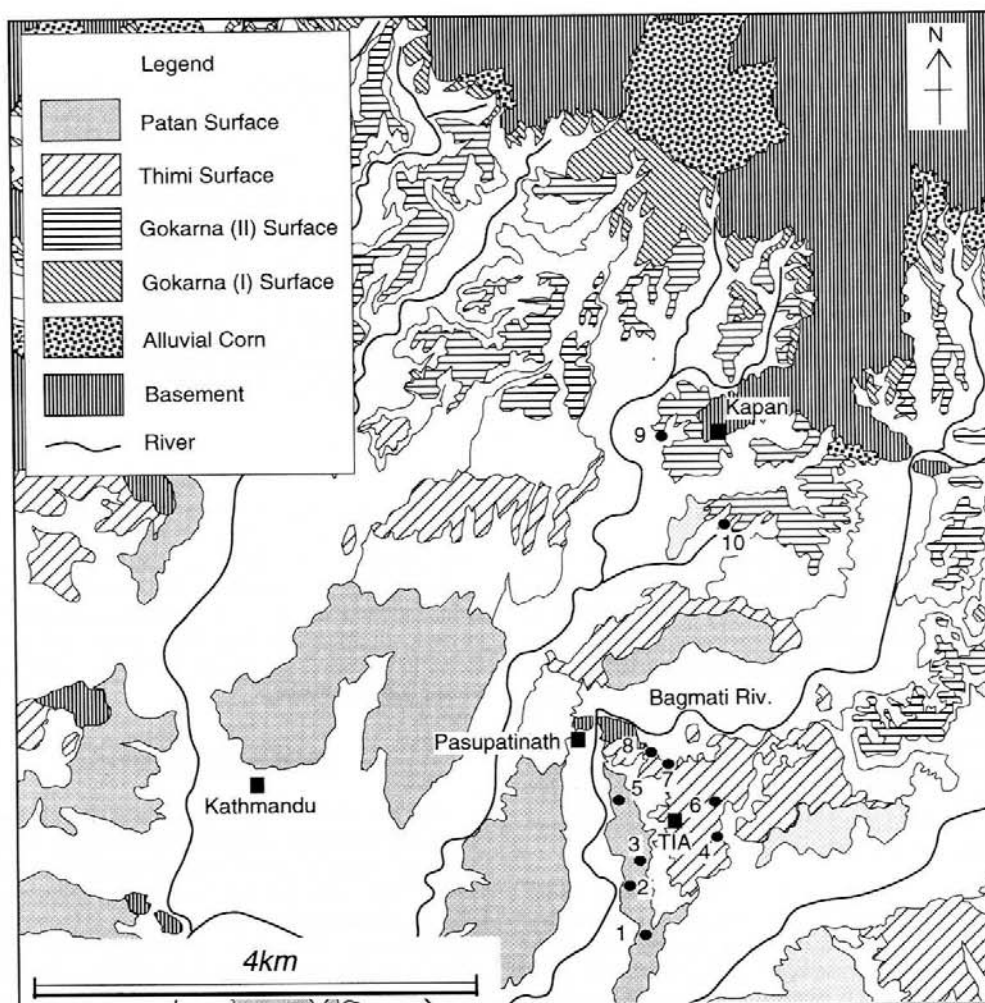 Legend
Patan Surface
Thimi Surface
Gokarna (II) Surface
Gokarna (I) Surface
Alluvial Corn
Basement
River
N
Kapan
9
10
Bagmati Riv.
Pasupatinath
8
7
Kathmandu
5
6
TIA
3
4
2
1
4km